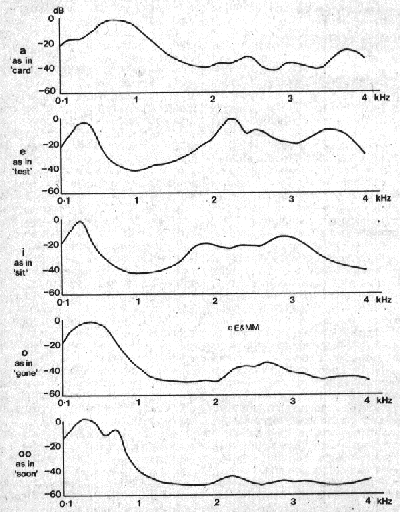 dB
0
a
as in
'card'
-20
-40
-60
0·1 1 2 3 4 kHz
0
e
as in
'test'
-20
-40
-60
0·1 1 2 3 4 kHz
0
i
as in
'sit'
-20
-40
-60
0·1 1 2 3 4 kHz
0
cE&MM
o
as in
'gone'
-20
-40
-60
0·1 1 2 3 4 kHz
0
oo
as in
'soon'
-20
-40
-60
0·1 1 2 3 4 kHz